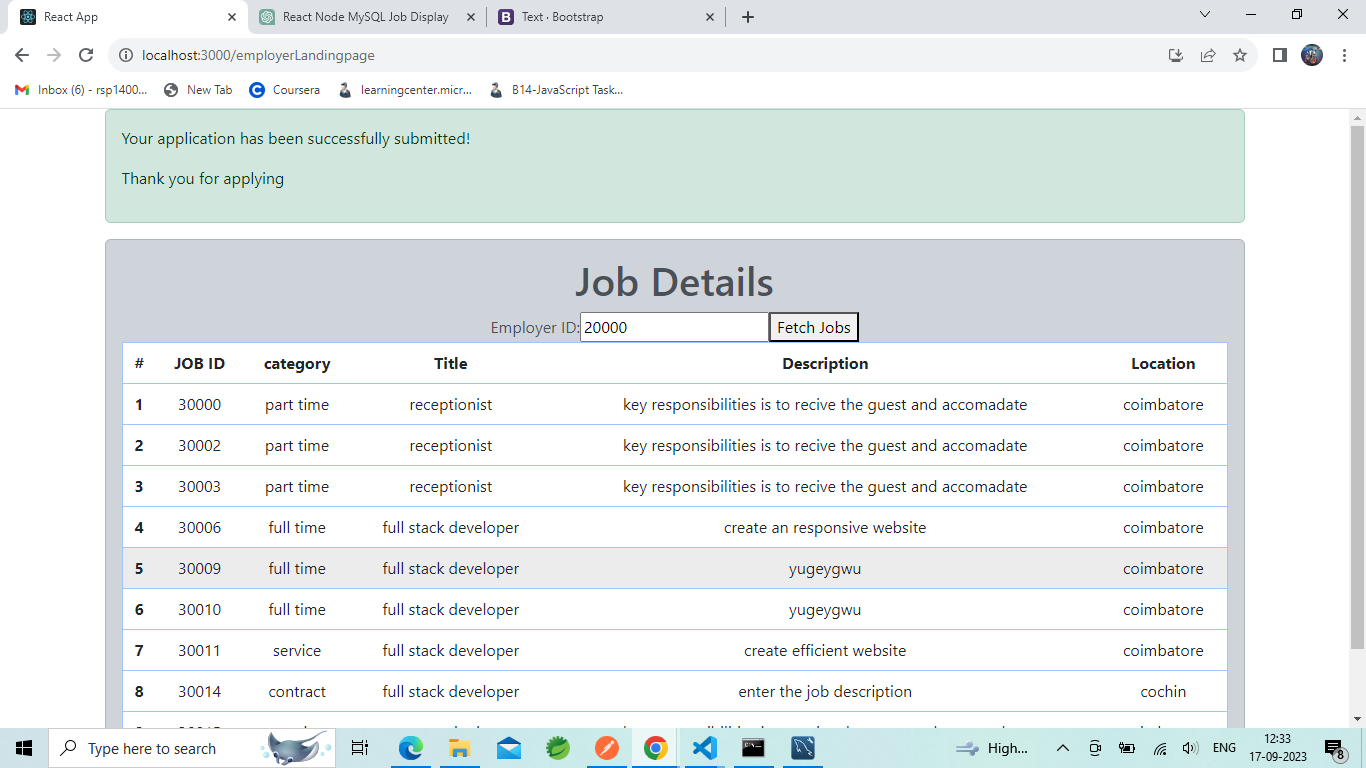 React App
React Node MySQL Job Display
Text · Bootstrap
localhost:3000/employerLandingpage
Inbox (6) - rsp1400...
New Tab
Coursera
learningcenter.micr...
B14-JavaScript Task...
Your application has been successfully submitted!
Thank you for applying
Job Details
Employer ID: 20000 Fetch Jobs
# JOB ID category Title Description Location
1 30000 part time receptionist key responsibilities is to recive the guest and accomadate coimbatore
2 30002 part time receptionist key responsibilities is to recive the guest and accomadate coimbatore
3 30003 part time receptionist key responsibilities is to recive the guest and accomadate coimbatore
4 30006 full time full stack developer create an responsive website coimbatore
5 30009 full time full stack developer yugeygwu coimbatore
6 30010 full time full stack developer yugeygwu coimbatore
7 30011 service full stack developer create efficient website coimbatore
8 30014 contract full stack developer enter the job description cochin
Type here to search
High...
ENG
12:33
17-09-2023
8